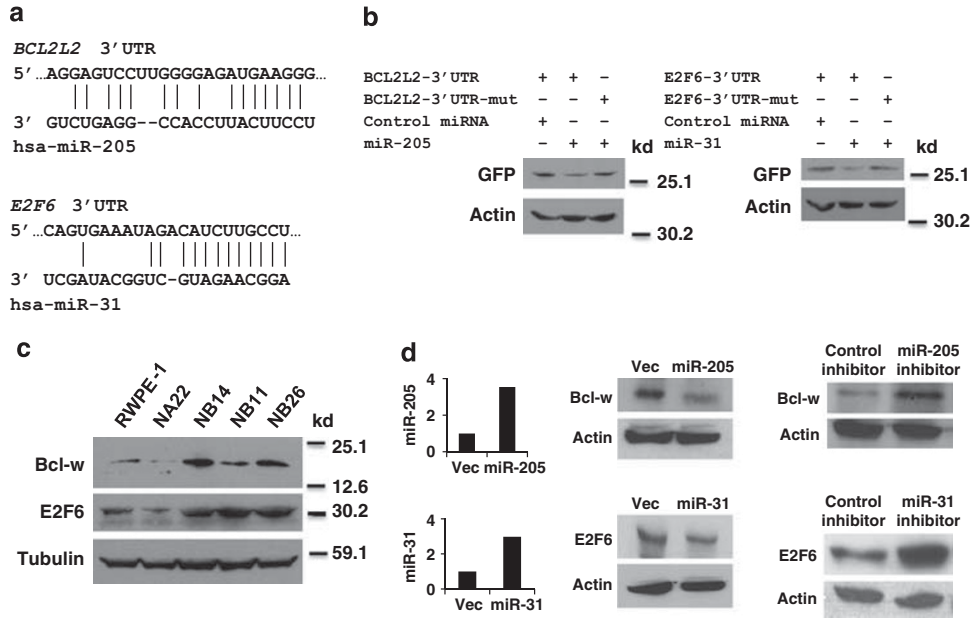 a
BCL2L2 3'UTR
5' …AGGAGUCCUUGGGGAGAUGAAGGG…
3' GUCUGAGG--CCACCUUACUUCCU
hsa-miR-205
E2F6 3'UTR
5' …CAGUGAAAUAGACAUCUUGCCU…
3' UCGAUACGGUC-GUAGAACGGA
hsa-miR-31
b
BCL2L2-3'UTR + + –
BCL2L2-3'UTR-mut – – +
Control miRNA + – –
miR-205 – + +
kd
GFP
25.1
Actin
30.2
E2F6-3'UTR + + –
E2F6-3'UTR-mut – – +
Control miRNA + – –
miR-31 – + +
kd
GFP
25.1
Actin
30.2
c
RWPE-1 NA22 NB14 NB11 NB26
kd
Bcl-w
25.1
12.6
E2F6
30.2
Tubulin
59.1
d
miR-205
4
2
0
Vec miR-205
Vec miR-205
Bcl-w
Actin
Control inhibitor
miR-205 inhibitor
Bcl-w
Actin
miR-31
4
2
0
Vec miR-31
Vec miR-31
E2F6
Actin
Control inhibitor
miR-31 inhibitor
E2F6
Actin